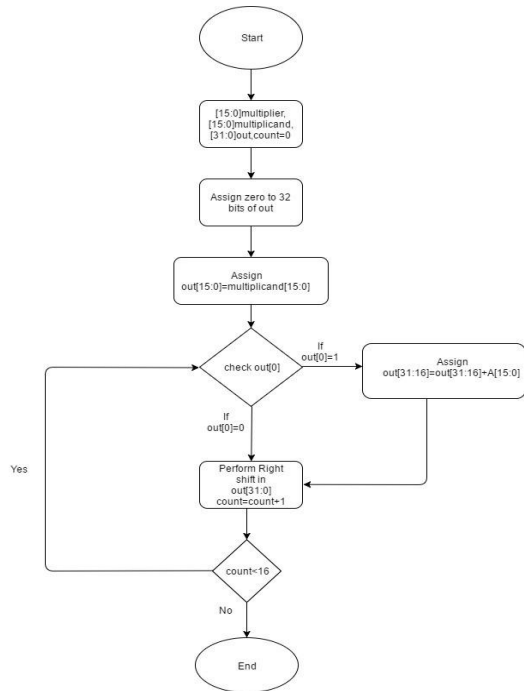 Start
[15:0]multiplier,
[15:0]multiplicand,
[31:0]out,count=0
Assign zero to 32
bits of out
Assign
out[15:0]=multiplicand[15:0]
check out[0]
If
out[0]=1
Assign
out[31:16]=out[31:16]+A[15:0]
If
out[0]=0
Perform Right
shift in
out[31:0]
count=count+1
Yes
count<16
No
End